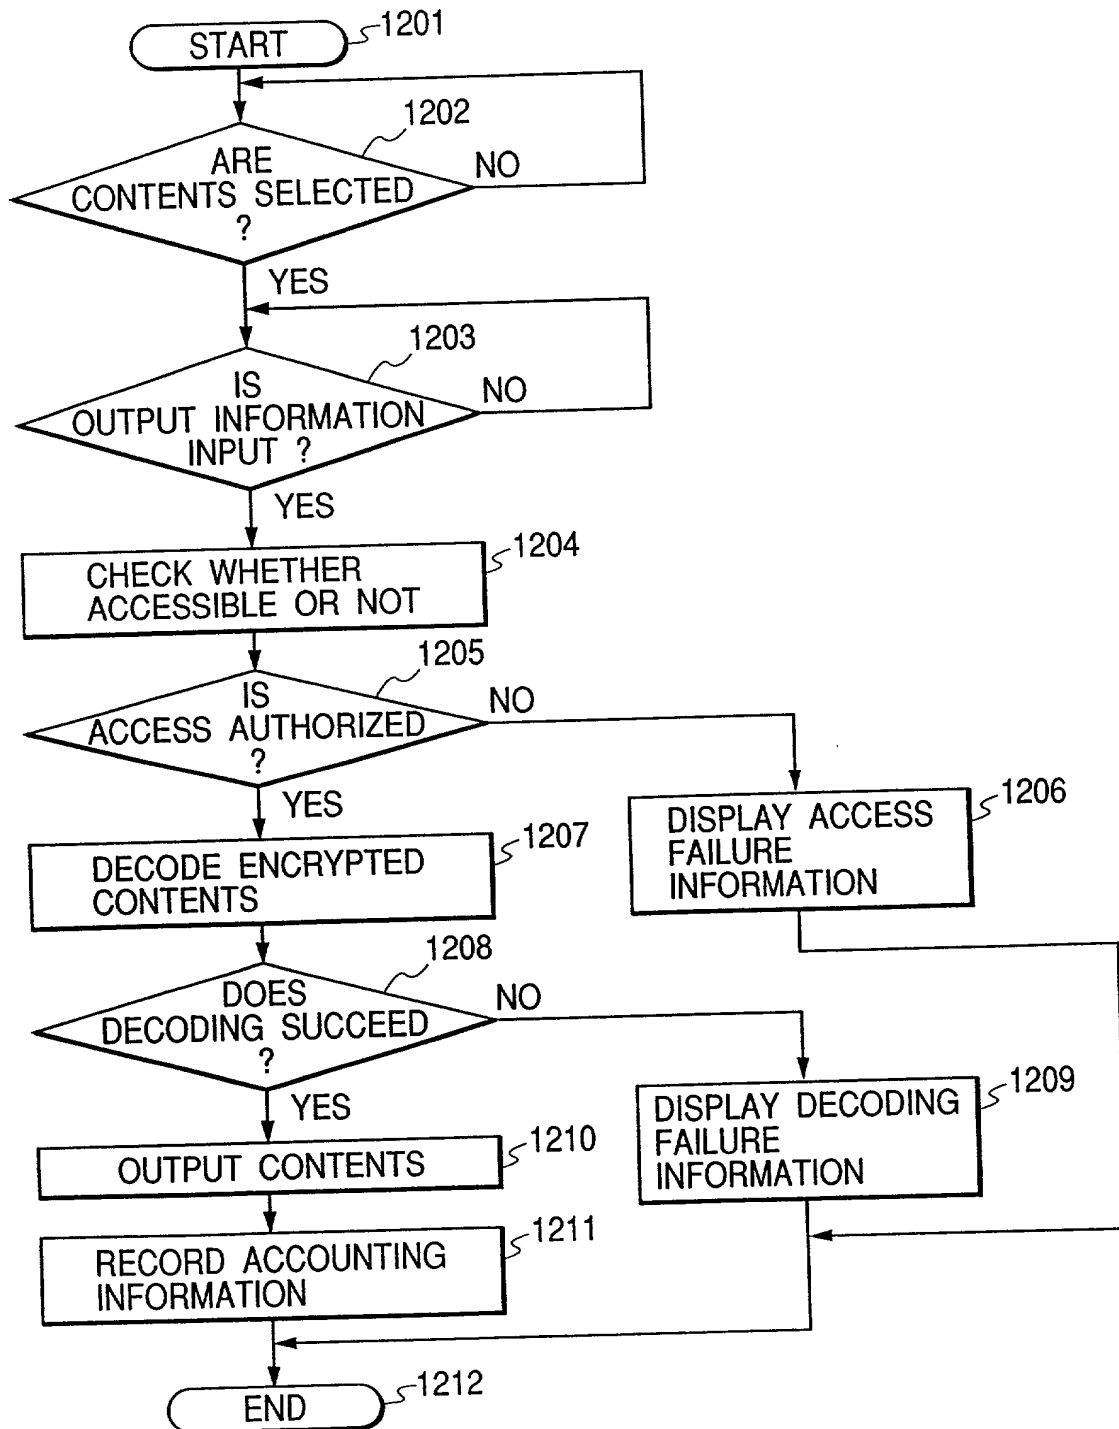 START
1201
1202
ARE
CONTENTS SELECTED
?
NO
YES
1203
IS
OUTPUT INFORMATION
INPUT ?
NO
YES
1204
CHECK WHETHER
ACCESSIBLE OR NOT
1205
IS
ACCESS AUTHORIZED
?
NO
YES
1206
DISPLAY ACCESS
FAILURE
INFORMATION
1207
DECODE ENCRYPTED
CONTENTS
1208
DOES
DECODING SUCCEED
?
NO
YES
1209
DISPLAY DECODING
FAILURE
INFORMATION
1210
OUTPUT CONTENTS
1211
RECORD ACCOUNTING
INFORMATION
END
1212